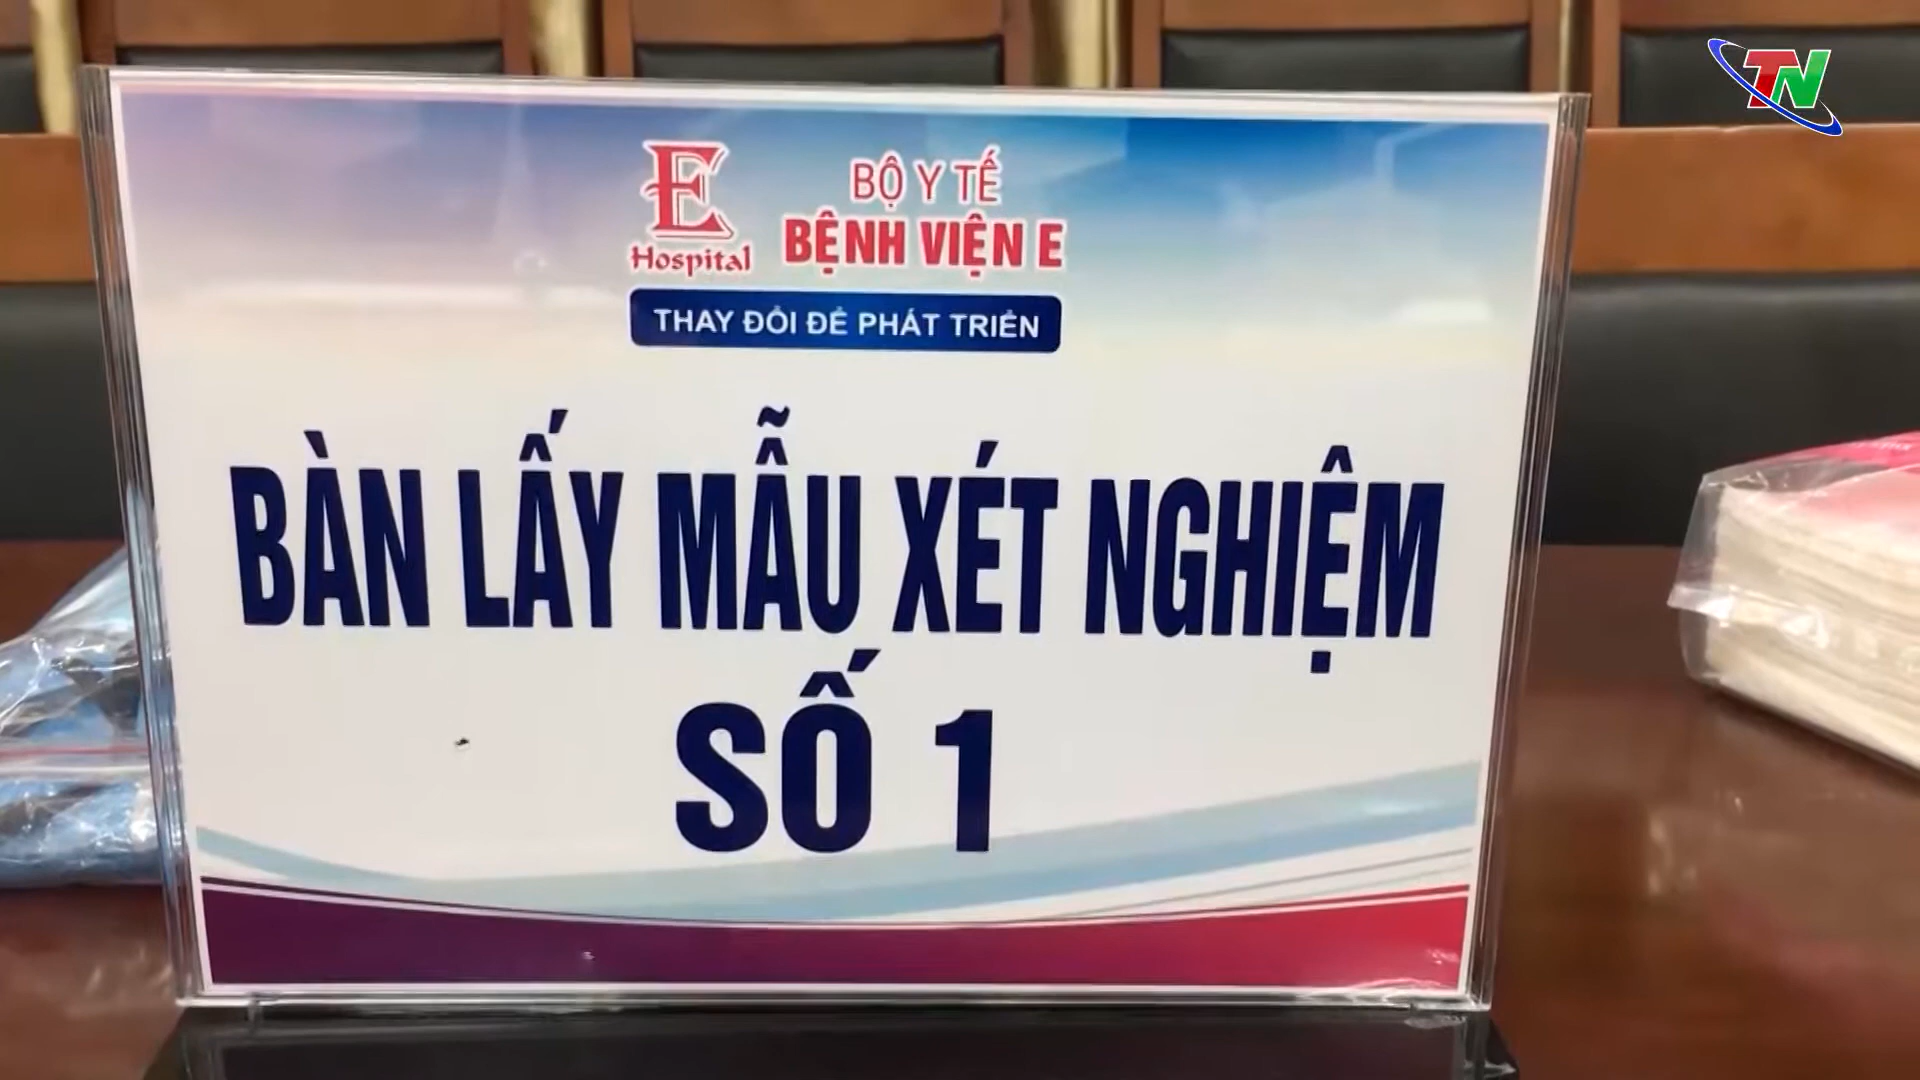 TN
E
Hospital
BỘ Y TẾ
BỆNH VIỆN E
THAY ĐỔI ĐỂ PHÁT TRIỂN
BÀN LẤY MẪU XÉT NGHIỆM
SỐ 1